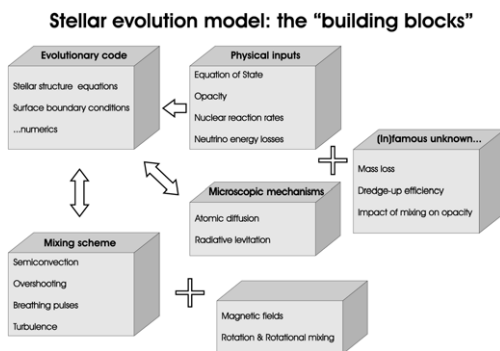 Stellar evolution model: the “building blocks”
Evolutionary code
Stellar structure equations
Surface boundary conditions
...numerics
Physical inputs
Equation of State
Opacity
Nuclear reaction rates
Neutrino energy losses
(In)famous unknown...
Mass loss
Dredge-up efficiency
Impact of mixing on opacity
Microscopic mechanisms
Atomic diffusion
Radiative levitation
Mixing scheme
Semiconvection
Overshooting
Breathing pulses
Turbulence
Magnetic fields
Rotation & Rotational mixing